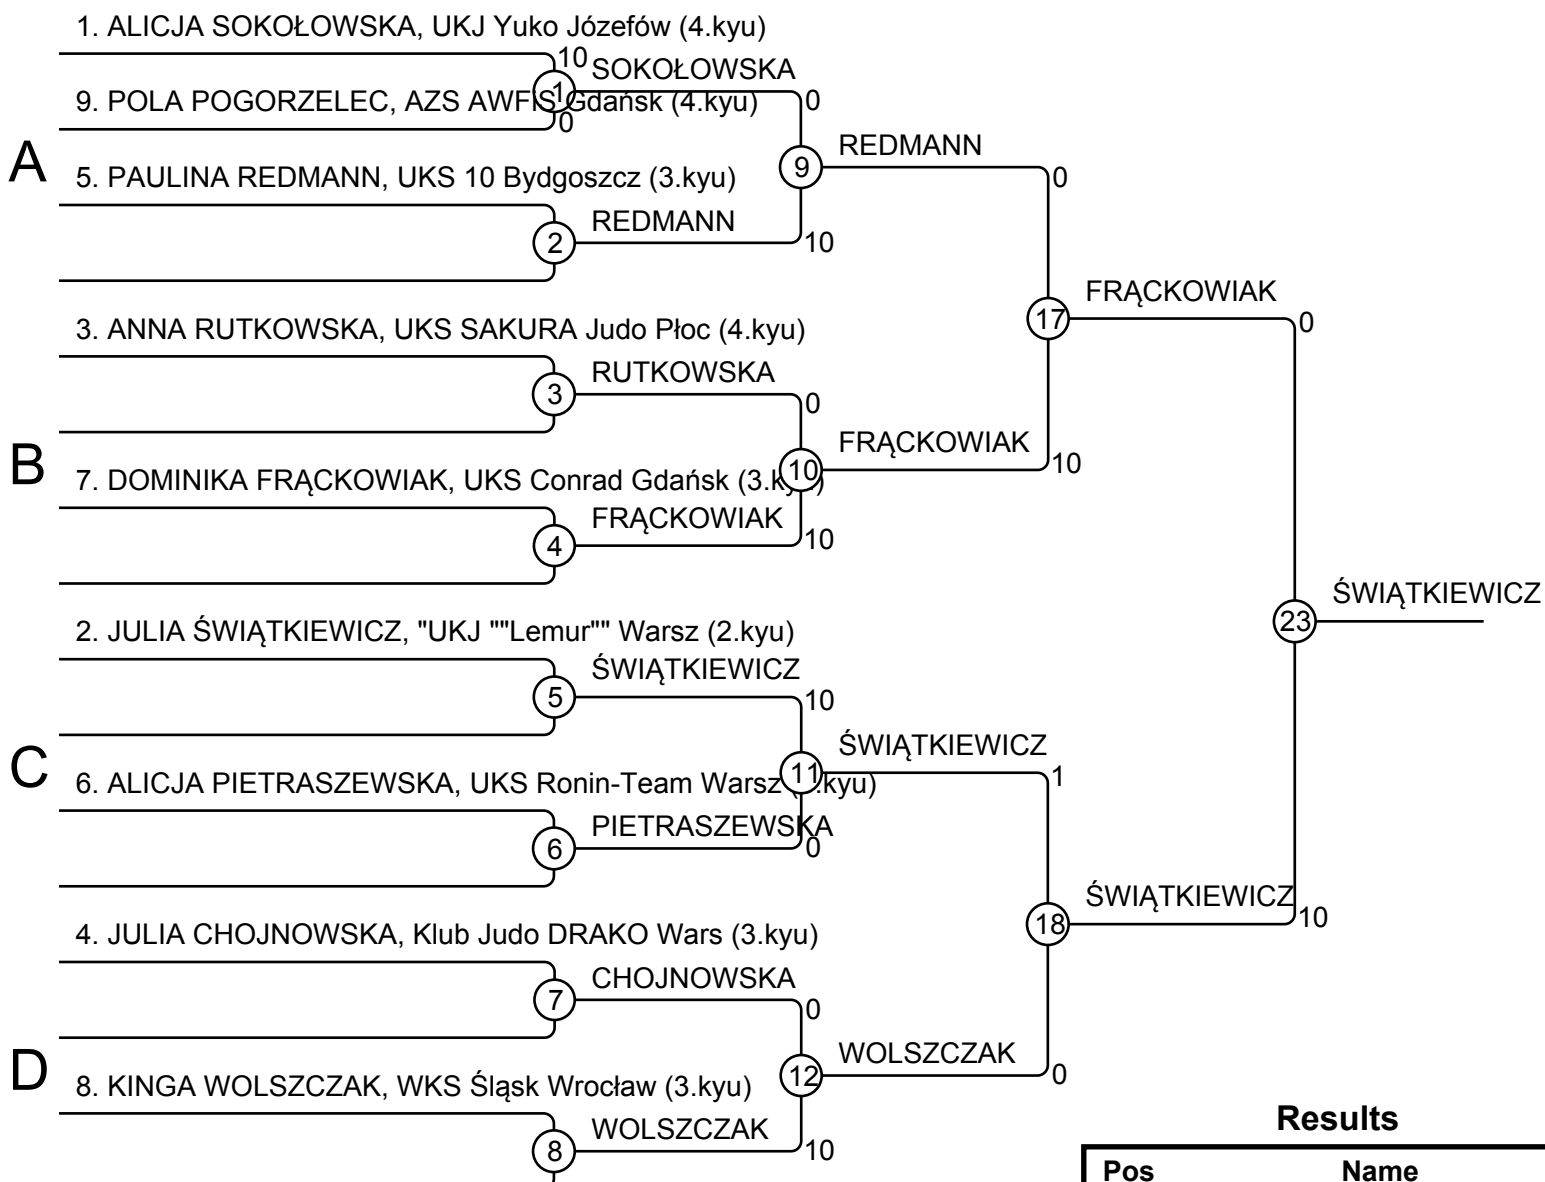 1. ALICJA SOKOŁOWSKA, UKJ Yuko Józefów (4.kyu)
10
SOKOŁOWSKA
1
9. POLA POGORZELEC, AZS AWFiS Gdańsk (4.kyu)
0
0
A
REDMANN
9
5. PAULINA REDMANN, UKS 10 Bydgoszcz (3.kyu)
0
REDMANN
2
10
FRĄCKOWIAK
17
0
3. ANNA RUTKOWSKA, UKS SAKURA Judo Płoc (4.kyu)
RUTKOWSKA
3
0
FRĄCKOWIAK
B
10
10
7. DOMINIKA FRĄCKOWIAK, UKS Conrad Gdańsk
FRĄCKOWIAK
4
10
ŚWIĄTKIEWICZ
23
2. JULIA ŚWIĄTKIEWICZ, "UKJ ""Lemur"" Warsz (2.kyu)
ŚWIĄTKIEWICZ
5
10
ŚWIĄTKIEWICZ
C
11
1
6. ALICJA PIETRASZEWSKA, UKS Ronin-Team Warsz
PIETRASZEWSKA
6
0
ŚWIĄTKIEWICZ
18
10
4. JULIA CHOJNOWSKA, Klub Judo DRAKO Wars (3.kyu)
CHOJNOWSKA
7
0
WOLSZCZAK
D
12
0
8. KINGA WOLSZCZAK, WKS Śląsk Wrocław (3.kyu)
WOLSZCZAK
8
10
Results
Pos Name